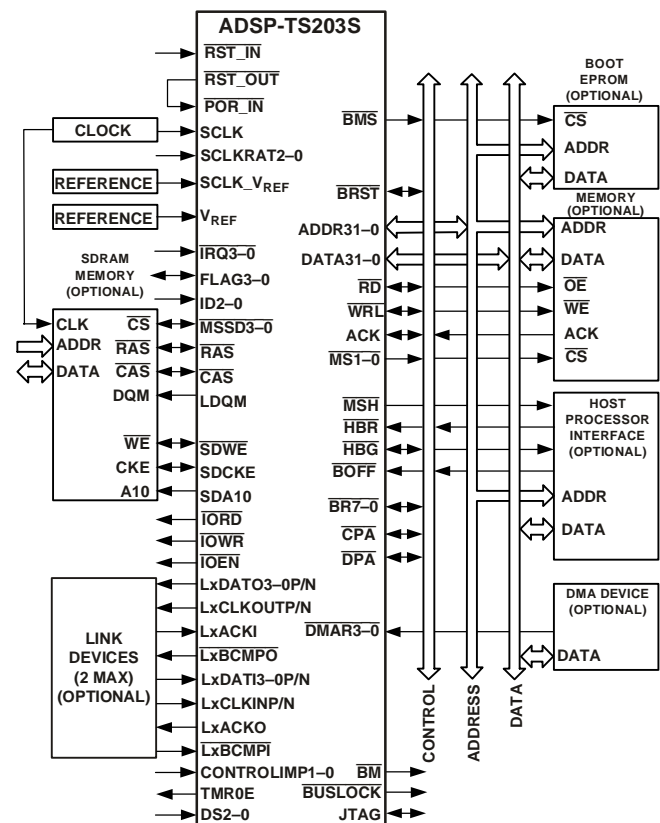 ADSP-TS203S
RST_IN
RST_OUT
POR_IN
CLOCK
SCLK
SCLKRAT2–0
REFERENCE
SCLK_VREF
REFERENCE
VREF
IRQ3–0
SDRAM
MEMORY
(OPTIONAL)
FLAG3–0
ID2–0
CLK
CS
MSSD3–0
ADDR
RAS
RAS
DATA
CAS
CAS
DQM
LDQM
WE
SDWE
CKE
SDCKE
A10
SDA10
IORD
IOWR
IOEN
LINK
DEVICES
(2 MAX)
(OPTIONAL)
LxDATO3–0P/N
LxCLKOUTP/N
LxACKI
LxBCMPO
LxDATI3–0P/N
LxCLKINP/N
LxACKO
LxBCMPI
CONTROLIMP1–0
TMR0E
DS2–0
BMS
BRST
ADDR31–0
DATA31–0
RD
WRL
ACK
MS1–0
MSH
HBR
HBG
BOFF
BR7–0
CPA
DPA
DMAR3–0
BM
BUSLOCK
JTAG
CONTROL
ADDRESS
DATA
BOOT
EPROM
(OPTIONAL)
CS
ADDR
DATA
MEMORY
(OPTIONAL)
ADDR
DATA
OE
WE
ACK
CS
HOST
PROCESSOR
INTERFACE
(OPTIONAL)
ADDR
DATA
DMA DEVICE
(OPTIONAL)
DATA